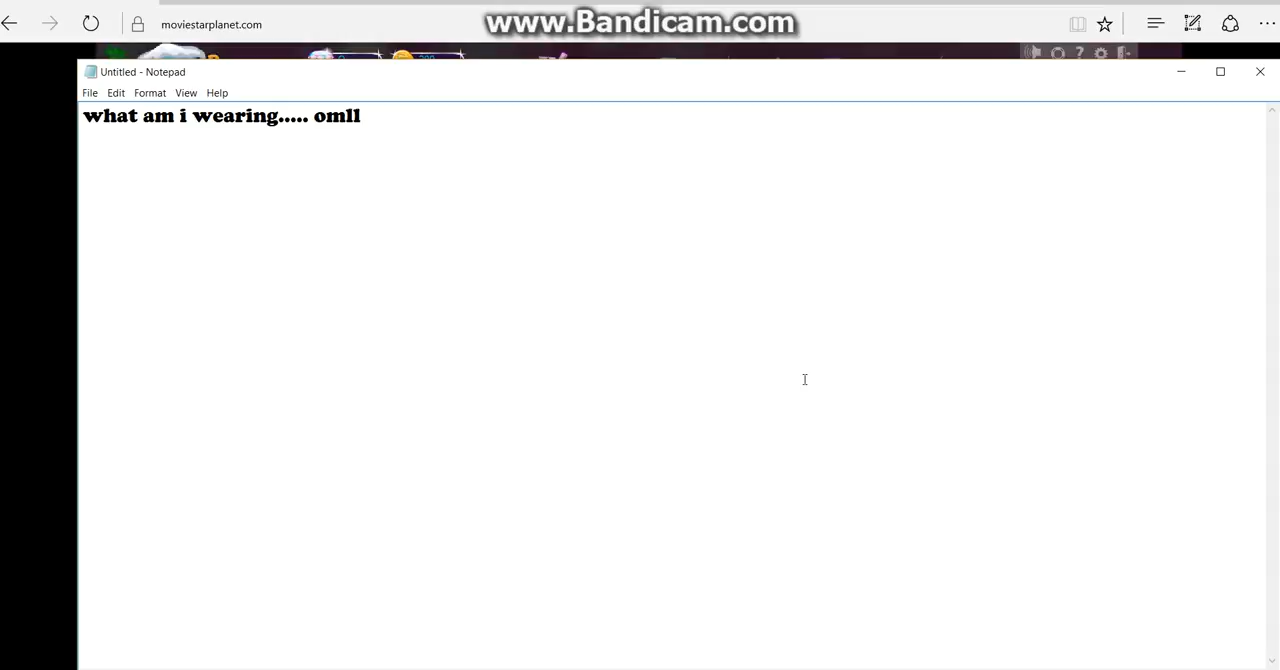 www.Bandicam.com
moviestarplanet.com
Untitled - Notepad
File Edit Format View Help
what am i wearing..... omll